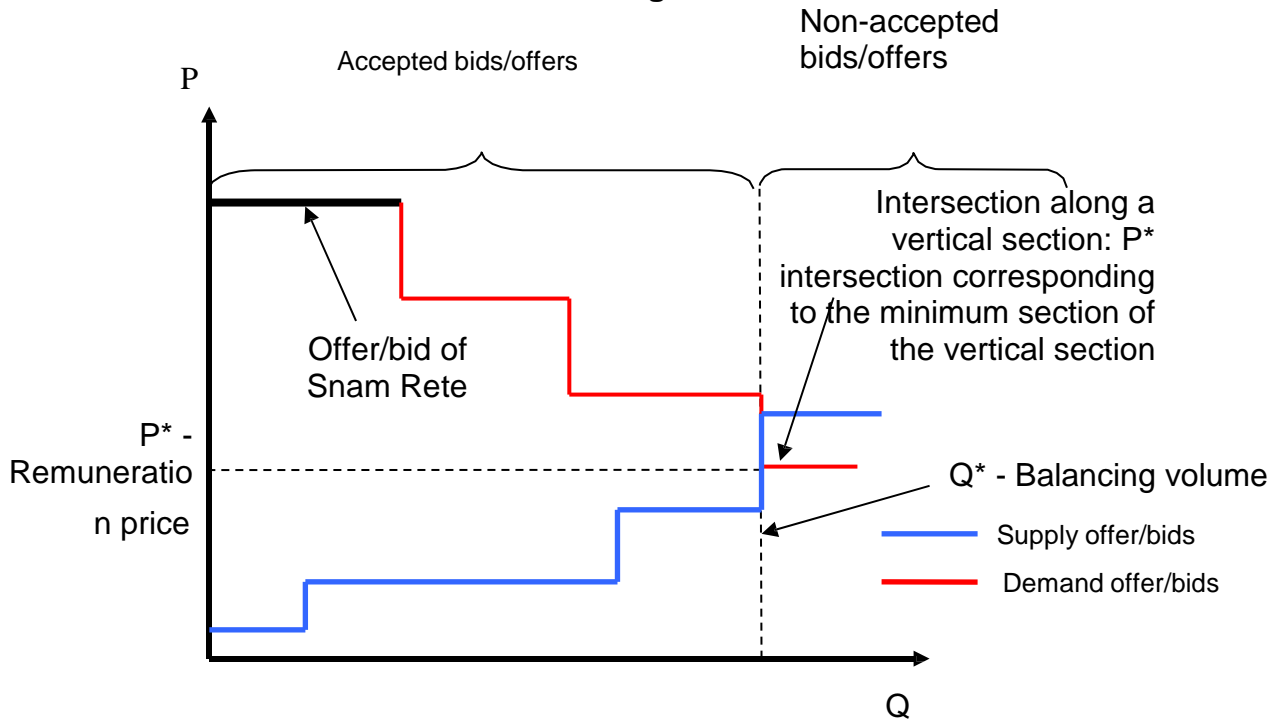 g
Non-accepted
bids/offers
Accepted bids/offers
P
Intersection along a
vertical section: P*
intersection corresponding
to the minimum section of
the vertical section
Offer/bid of
Snam Rete
P* -
Remuneratio
n price
Q* - Balancing volume
Supply offer/bids
Demand offer/bids
Q